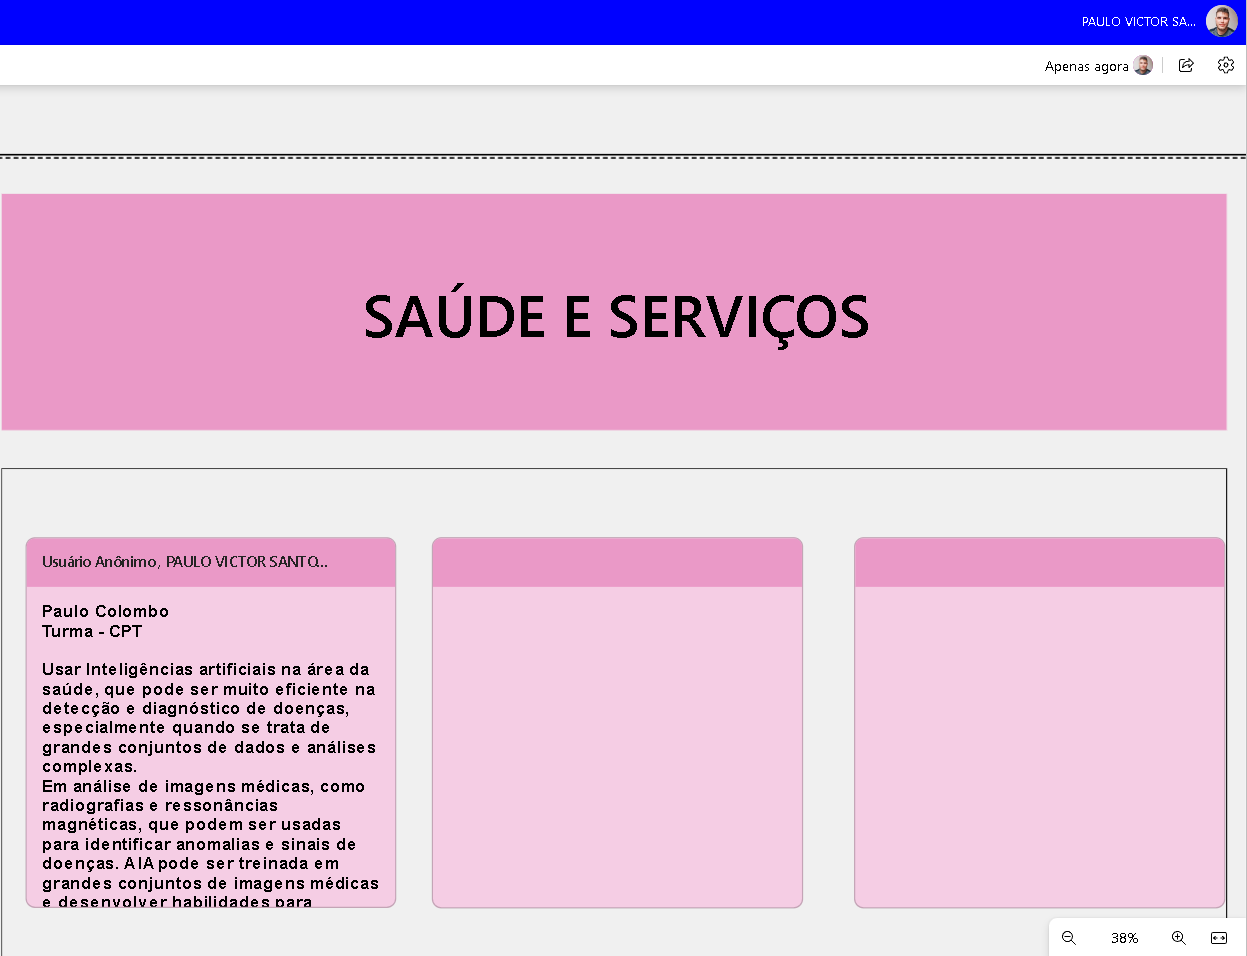 PAULO VICTOR SA...
Apenas agora
SAÚDE E SERVIÇOS
Usuário Anônimo, PAULO VICTOR SANTO...
Paulo Colombo
Turma - CPT
Usar Inteligências artificiais na área da
saúde, que pode ser muito eficiente na
detecção e diagnóstico de doenças,
especialmente quando se trata de
grandes conjuntos de dados e análises
complexas.
Em análise de imagens médicas, como
radiografias e ressonâncias
magnéticas, que podem ser usadas
para identificar anomalias e sinais de
doenças. A IA pode ser treinada em
grandes conjuntos de imagens médicas
e desenvolver habilidades para
38%